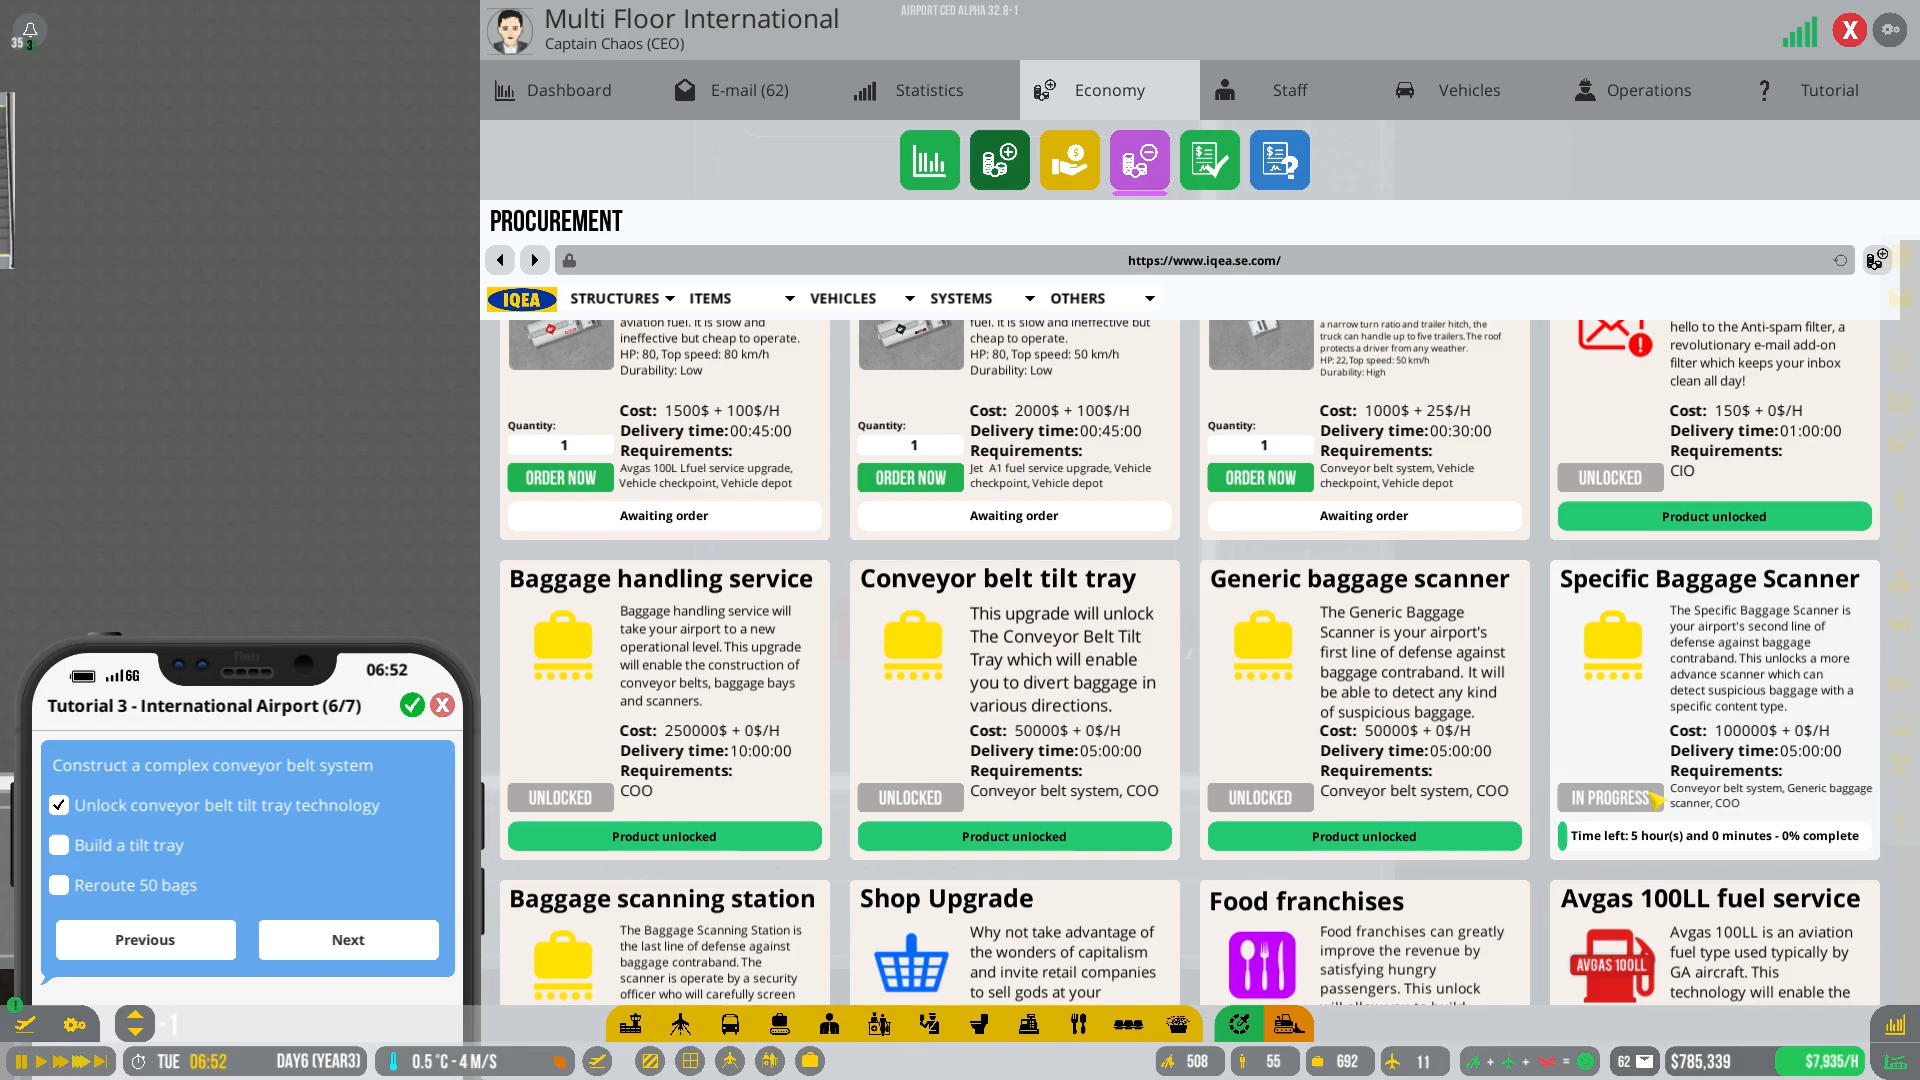 35
3
AIRPORT CEO ALPHA 32.8-1
Multi Floor International
Captain Chaos (CEO)
X
Dashboard
E-mail (62)
Statistics
Economy
Staff
Vehicles
Operations
? Tutorial
PROCUREMENT
https://www.iqea.se.com/
IQEA
STRUCTURES
ITEMS
VEHICLES
SYSTEMS
OTHERS
aviation fuel. It is slow and
ineffective but cheap to operate.
HP: 80, Top speed: 80 km/h
Durability: Low
Cost: 1500$ + 100$/H
Quantity:
Delivery time: 00:45:00
1
Requirements:
ORDER NOW
Avgas 100L Lfuel service upgrade,
Vehicle checkpoint, Vehicle depot
Awaiting order
fuel. It is slow and ineffective but
cheap to operate.
HP: 80, Top speed: 50 km/h
Durability: Low
Cost: 2000$ + 100$/H
Quantity:
Delivery time: 00:45:00
1
Requirements:
ORDER NOW
Jet A1 fuel service upgrade, Vehicle
checkpoint, Vehicle depot
Awaiting order
a narrow turn ratio and trailer hitch, the
truck can handle up to five trailers.The roof
protects a driver from any weather.
HP: 22,Top speed: 50 km/h
Durability: High
Cost: 1000$ + 25$/H
Quantity:
Delivery time: 00:30:00
1
Requirements:
ORDER NOW
Conveyor belt system, Vehicle
checkpoint, Vehicle depot
Awaiting order
hello to the Anti-spam filter, a
revolutionary e-mail add-on
filter which keeps your inbox
clean all day!
Cost: 150$ + 0$/H
Delivery time: 01:00:00
Requirements:
CIO
UNLOCKED
Product unlocked
Baggage handling service
Baggage handling service will
take your airport to a new
operational level. This upgrade
will enable the construction of
conveyor belts, baggage bays
and scanners.
Cost: 250000$ + 0$/H
Delivery time: 10:00:00
Requirements:
COO
UNLOCKED
Product unlocked
Conveyor belt tilt tray
This upgrade will unlock
The Conveyor Belt Tilt
Tray which will enable
you to divert baggage in
various directions.
Cost: 50000$ + 0$/H
Delivery time: 05:00:00
Requirements:
Conveyor belt system, COO
UNLOCKED
Product unlocked
Generic baggage scanner
The Generic Baggage
Scanner is your airport's
first line of defense against
baggage contraband. It will
be able to detect any kind
of suspicious baggage.
Cost: 50000$ + 0$/H
Delivery time: 05:00:00
Requirements:
Conveyor belt system, COO
UNLOCKED
Product unlocked
Specific Baggage Scanner
The Specific Baggage Scanner is
your airport's second line of
defense against baggage
contraband. This unlocks a more
advance scanner which can
detect suspicious baggage with a
specific content type.
Cost: 100000$ + 0$/H
Delivery time: 05:00:00
Requirements:
Conveyor belt system, Generic baggage
scanner, COO
IN PROGRESS
Time left: 5 hour(s) and 0 minutes - 0% complete
Baggage scanning station
The Baggage Scanning Station is
the last line of defense against
baggage contraband. The
scanner is operate by a security
officer who will carefully screen
Shop Upgrade
Why not take advantage of
the wonders of capitalism
and invite retail companies
to sell gods at your
Food franchises
Food franchises can greatly
improve the revenue by
satisfying hungry
passengers. This unlock
Avgas 100LL fuel service
AVGAS 100LL
Avgas 100LL is an aviation
fuel type used typically by
GA aircraft. This
technology will enable the
Phony
6G
06:52
Tutorial 3 - International Airport (6/7)
Construct a complex conveyor belt system
Unlock conveyor belt tilt tray technology
Build a tilt tray
Reroute 50 bags
Previous
Next
-1
TUE 06:52
DAY6 (YEAR3)
0.5 °C - 4 M/S
508
55
692
11
+ + =
62
$785,339
$7,935/H